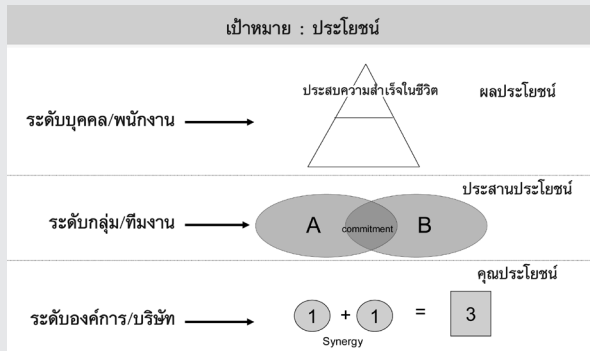 เป้าหมาย : ประโยชน์
ประสบความสำเร็จในชีวิต
ผลประโยชน์
ระดับบุคคล/พนักงาน
ประสานประโยชน์
ระดับกลุ่ม/ทีมงาน
A commitment B
คุณประโยชน์
ระดับองค์การ/บริษัท
1 + 1 = 3
Synergy